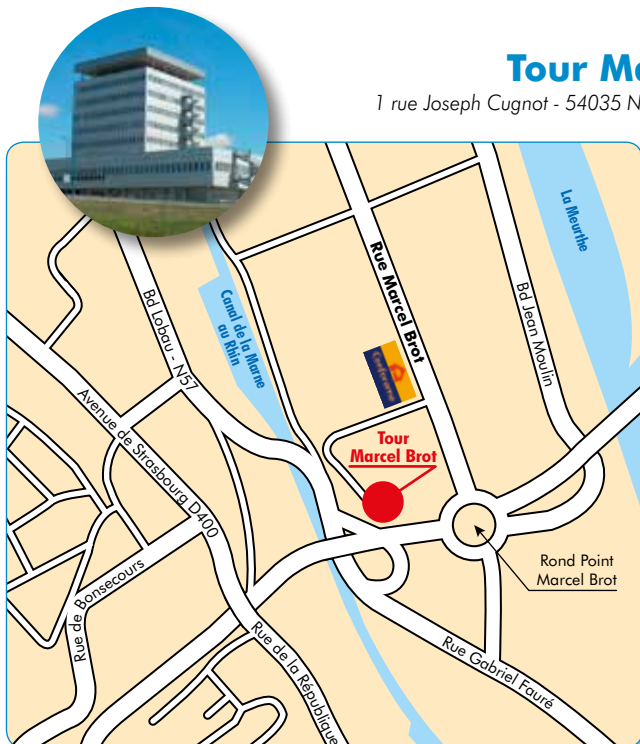 Tour Ma
1 rue Joseph Cugnot - 54035 N
La Meurthe
Rue Marcel Brot
Bd Jean Moulin
Bd Lobau - N57
Canal de la Marne
au Rhin
Conforama
Avenue de Strasbourg D400
Tour
Marcel Brot
Rond Point
Marcel Brot
Rue de Bonsecours
Rue de la République
Rue Gabriel Fauré